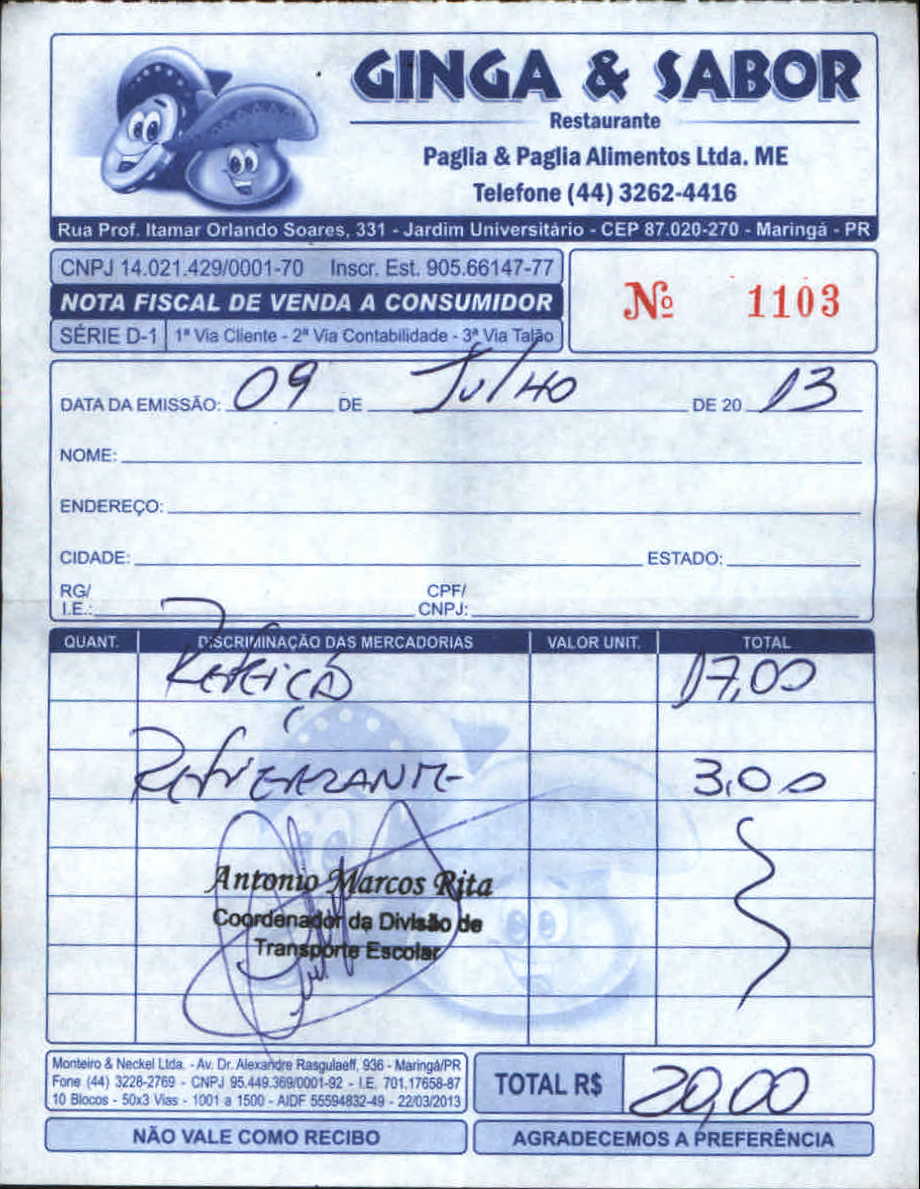 GINGA & SABOR
Restaurante
Paglia & Paglia Alimentos Ltda. ME
Telefone (44) 3262-4416
Rua Prof. Itamar Orlando Soares, 331 - Jardim Universitário - CEP 87.020-270 - Maringá - PR
CNPJ 14.021.429/0001-70 Inscr. Est. 905.66147-77
NOTA FISCAL DE VENDA A CONSUMIDOR
SÉRIE D-1 1ª Via Cliente - 2ª Via Contabilidade - 3ª Via Talão
Nº 1103
DATA DA EMISSÃO: 09 DE Julho DE 20 13
NOME:
ENDEREÇO:
CIDADE: ESTADO:
RG/ I.E.: CPF/ CNPJ:
QUANT. DISCRIMINAÇÃO DAS MERCADORIAS VALOR UNIT. TOTAL
Refeição 17,00
Refrigerante 3,00
Antonio Marcos Rita
Coordenador da Divisão de
Transporte Escolar
Monteiro & Neckel Ltda. - Av. Dr. Alexandre Rasgulaeff, 936 - Maringá/PR
Fone (44) 3228-2769 - CNPJ 95.449.369/0001-92 - I.E. 701.17658-87
10 Blocos - 50x3 Vias - 1001 a 1500 - AIDF 55594832-49 - 22/03/2013
TOTAL R$ 20,00
NÃO VALE COMO RECIBO
AGRADECEMOS A PREFERÊNCIA